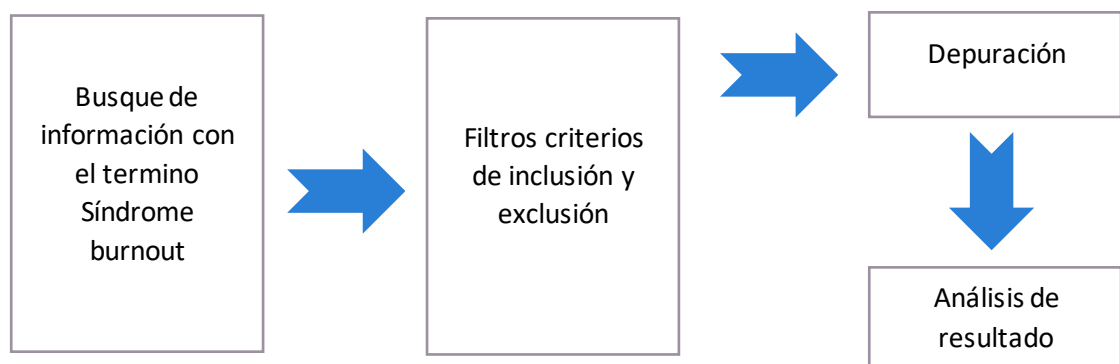 Busque de
información con
el termino
Síndrome
burnout
Filtros criterios
de inclusión y
exclusión
Depuración
Análisis de
resultado